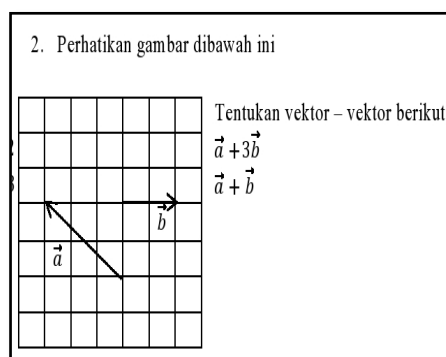 2. Perhatikan gambar dibawah ini
Tentukan vektor – vektor berikut
a⃗ +3b⃗
a⃗ + b⃗
b⃗
a⃗